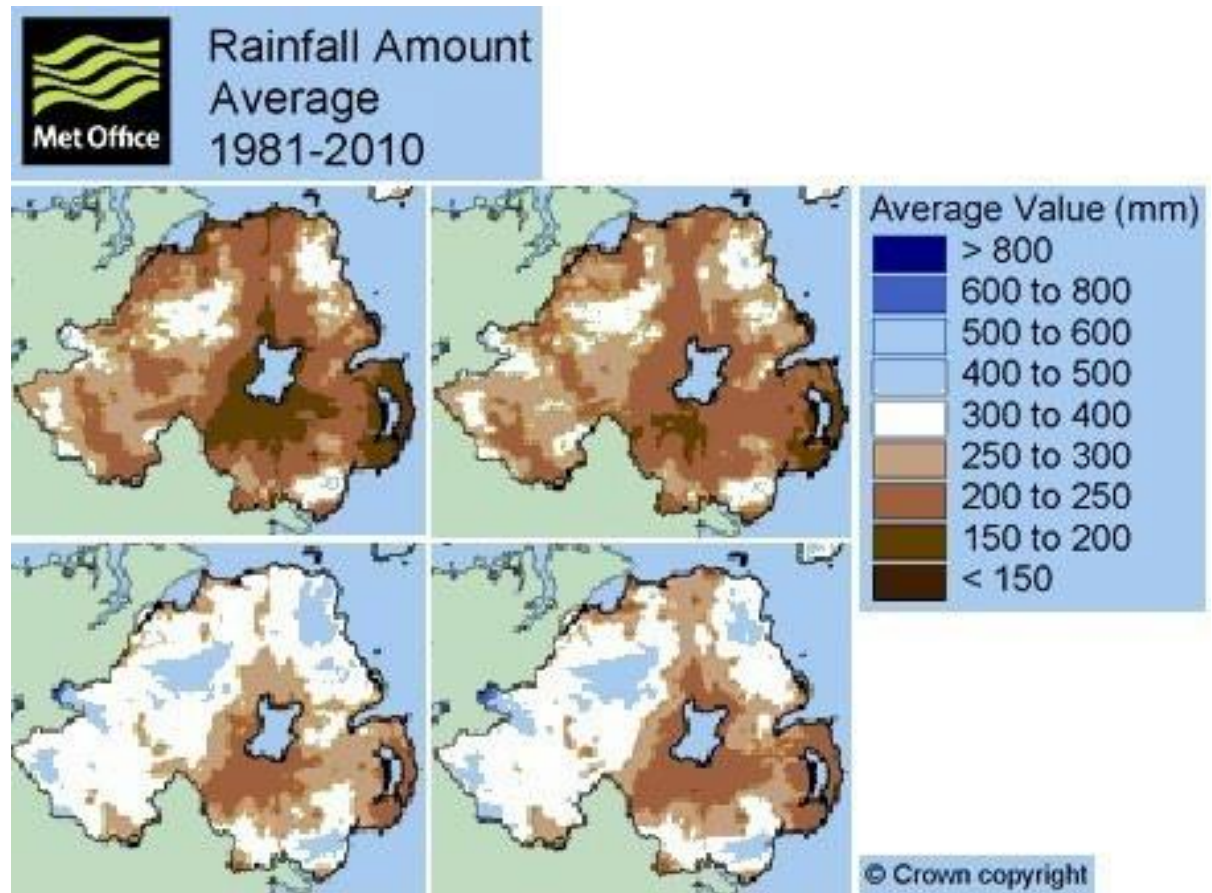 Met Office
Rainfall Amount
Average
1981-2010
Average Value (mm)
> 800
600 to 800
500 to 600
400 to 500
300 to 400
250 to 300
200 to 250
150 to 200
< 150
© Crown copyright